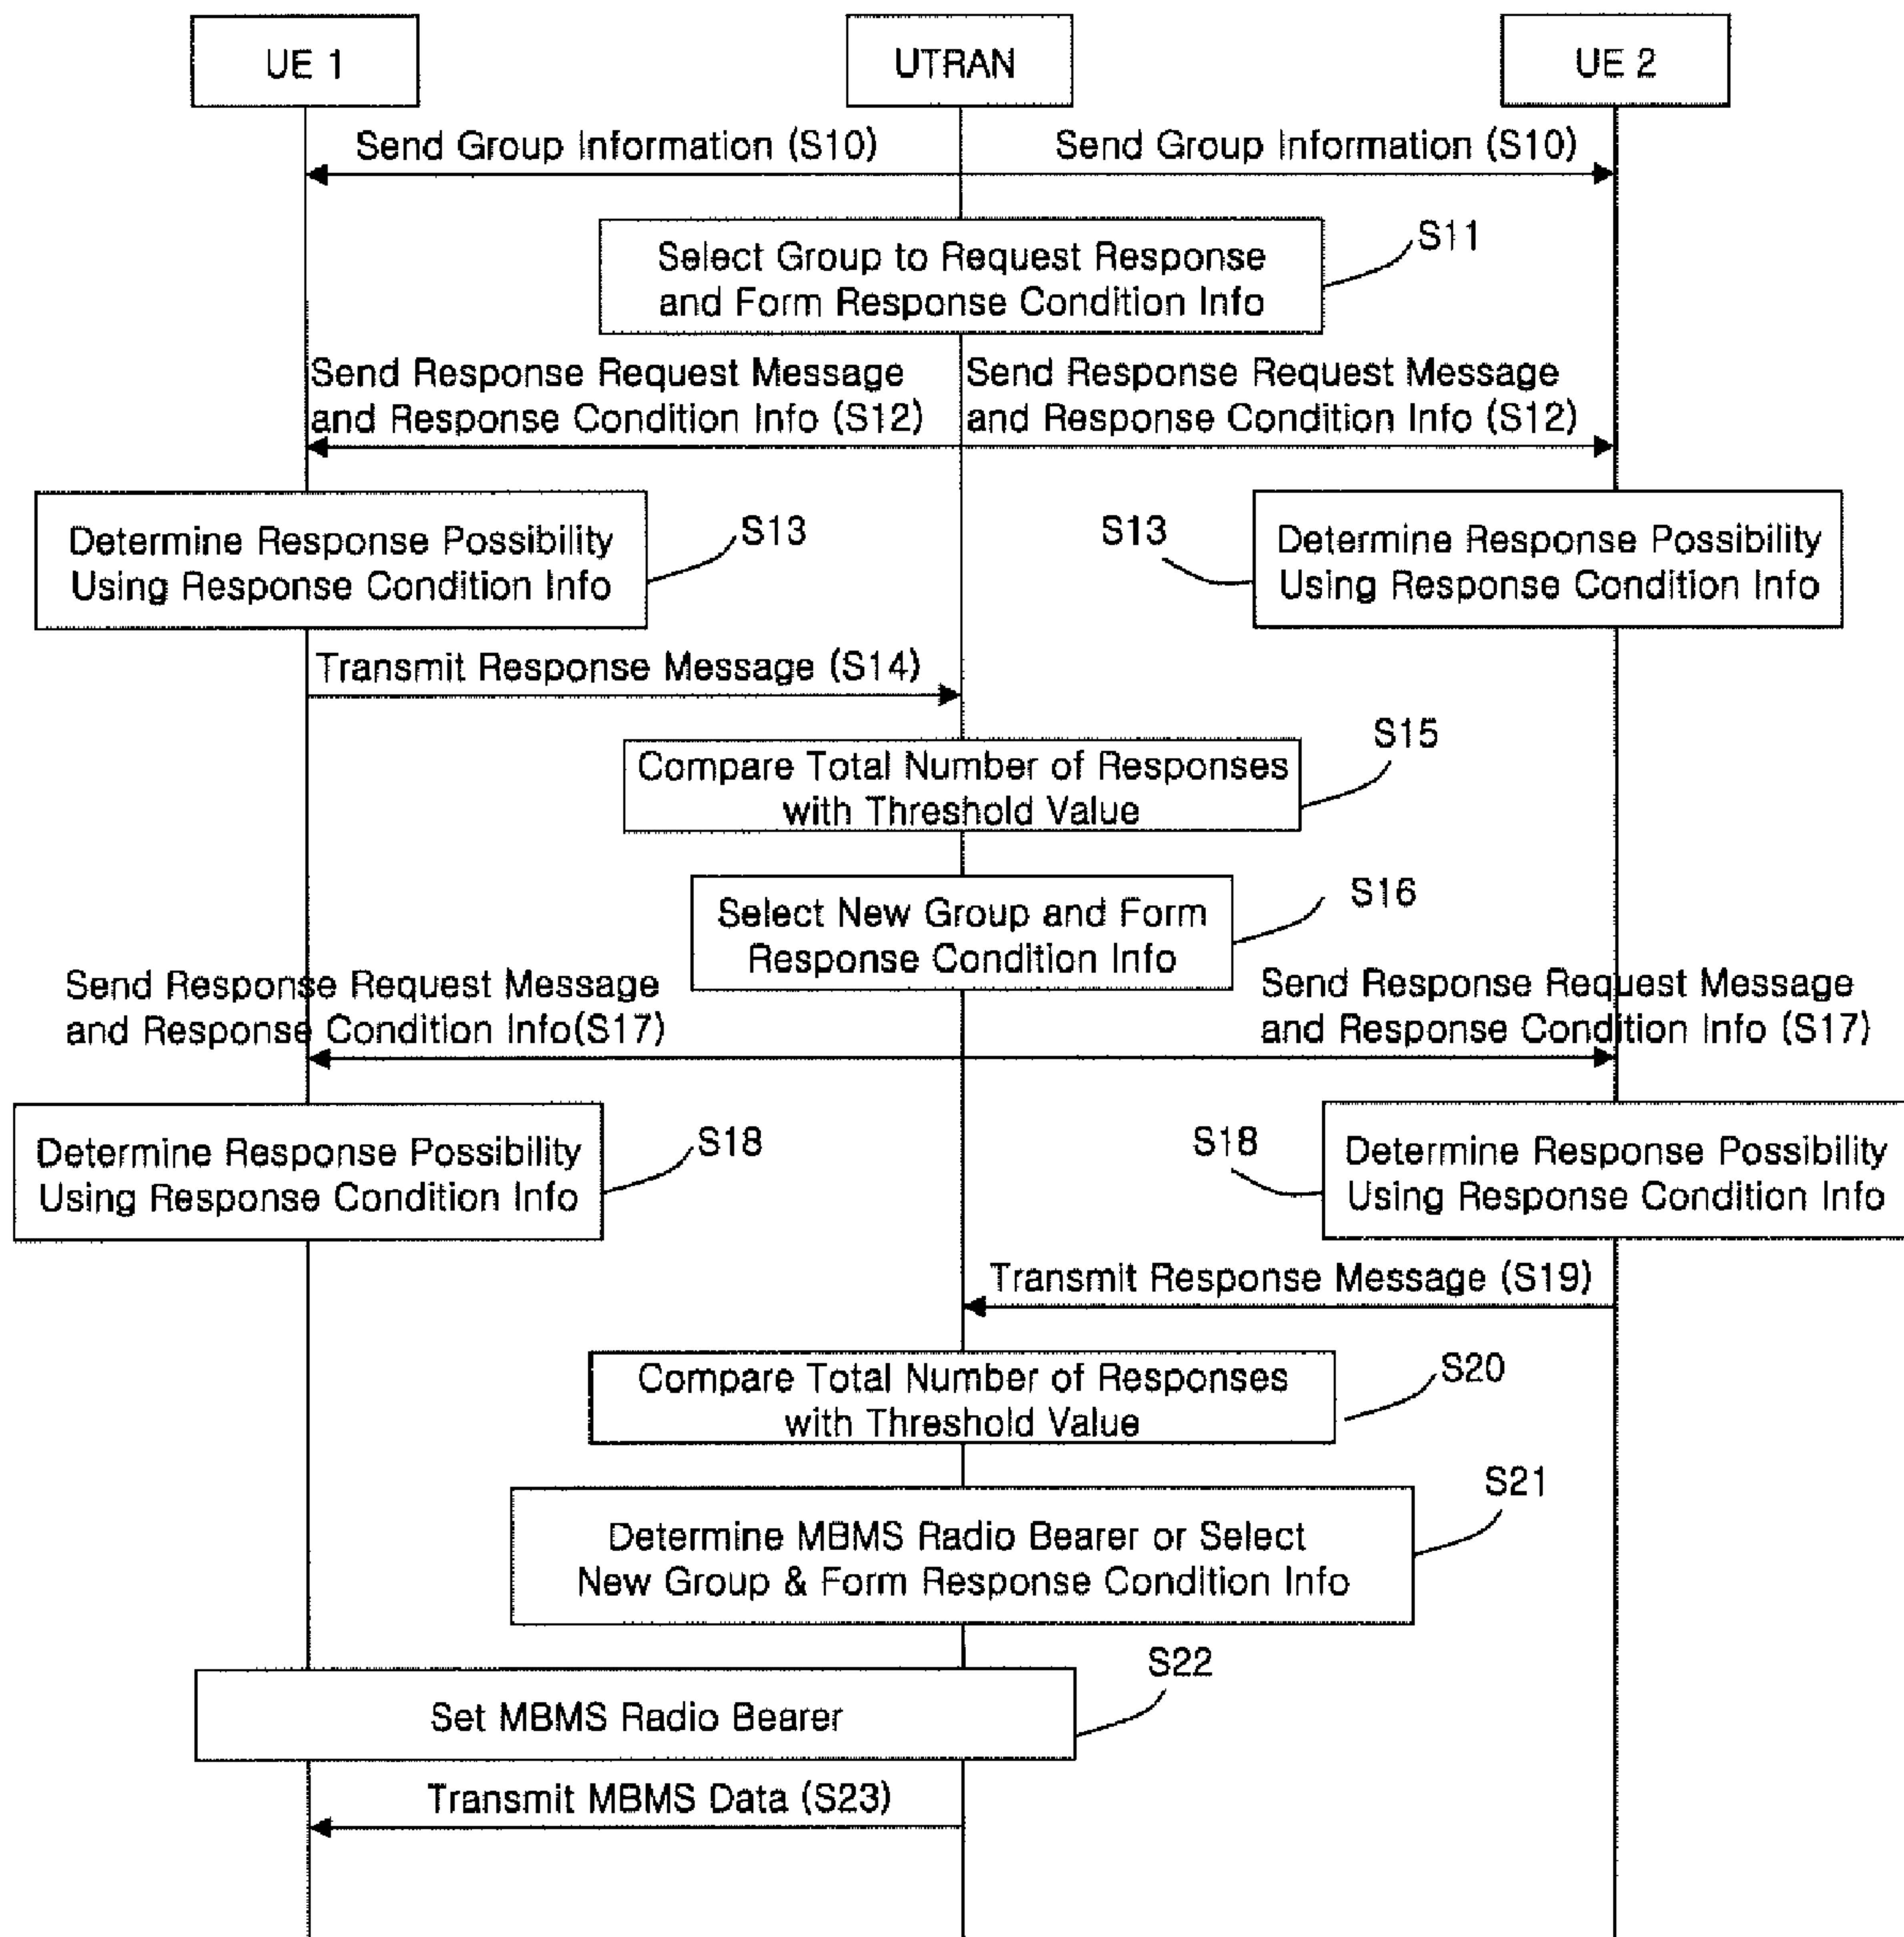 UE 1
UTRAN
UE 2
Send Group Information (S10)
Send Group Information (S10)
Select Group to Request Response
and Form Response Condition Info
S11
Send Response Request Message
and Response Condition Info (S12)
Send Response Request Message
and Response Condition Info (S12)
Determine Response Possibility
Using Response Condition Info
S13
S13
Determine Response Possibility
Using Response Condition Info
Transmit Response Message (S14)
Compare Total Number of Responses
with Threshold Value
S15
Select New Group and Form
Response Condition Info
S16
Send Response Request Message
and Response Condition Info(S17)
Send Response Request Message
and Response Condition Info (S17)
Determine Response Possibility
Using Response Condition Info
S18
S18
Determine Response Possibility
Using Response Condition Info
Transmit Response Message (S19)
Compare Total Number of Responses
with Threshold Value
S20
Determine MBMS Radio Bearer or Select
New Group & Form Response Condition Info
S21
Set MBMS Radio Bearer
S22
Transmit MBMS Data (S23)